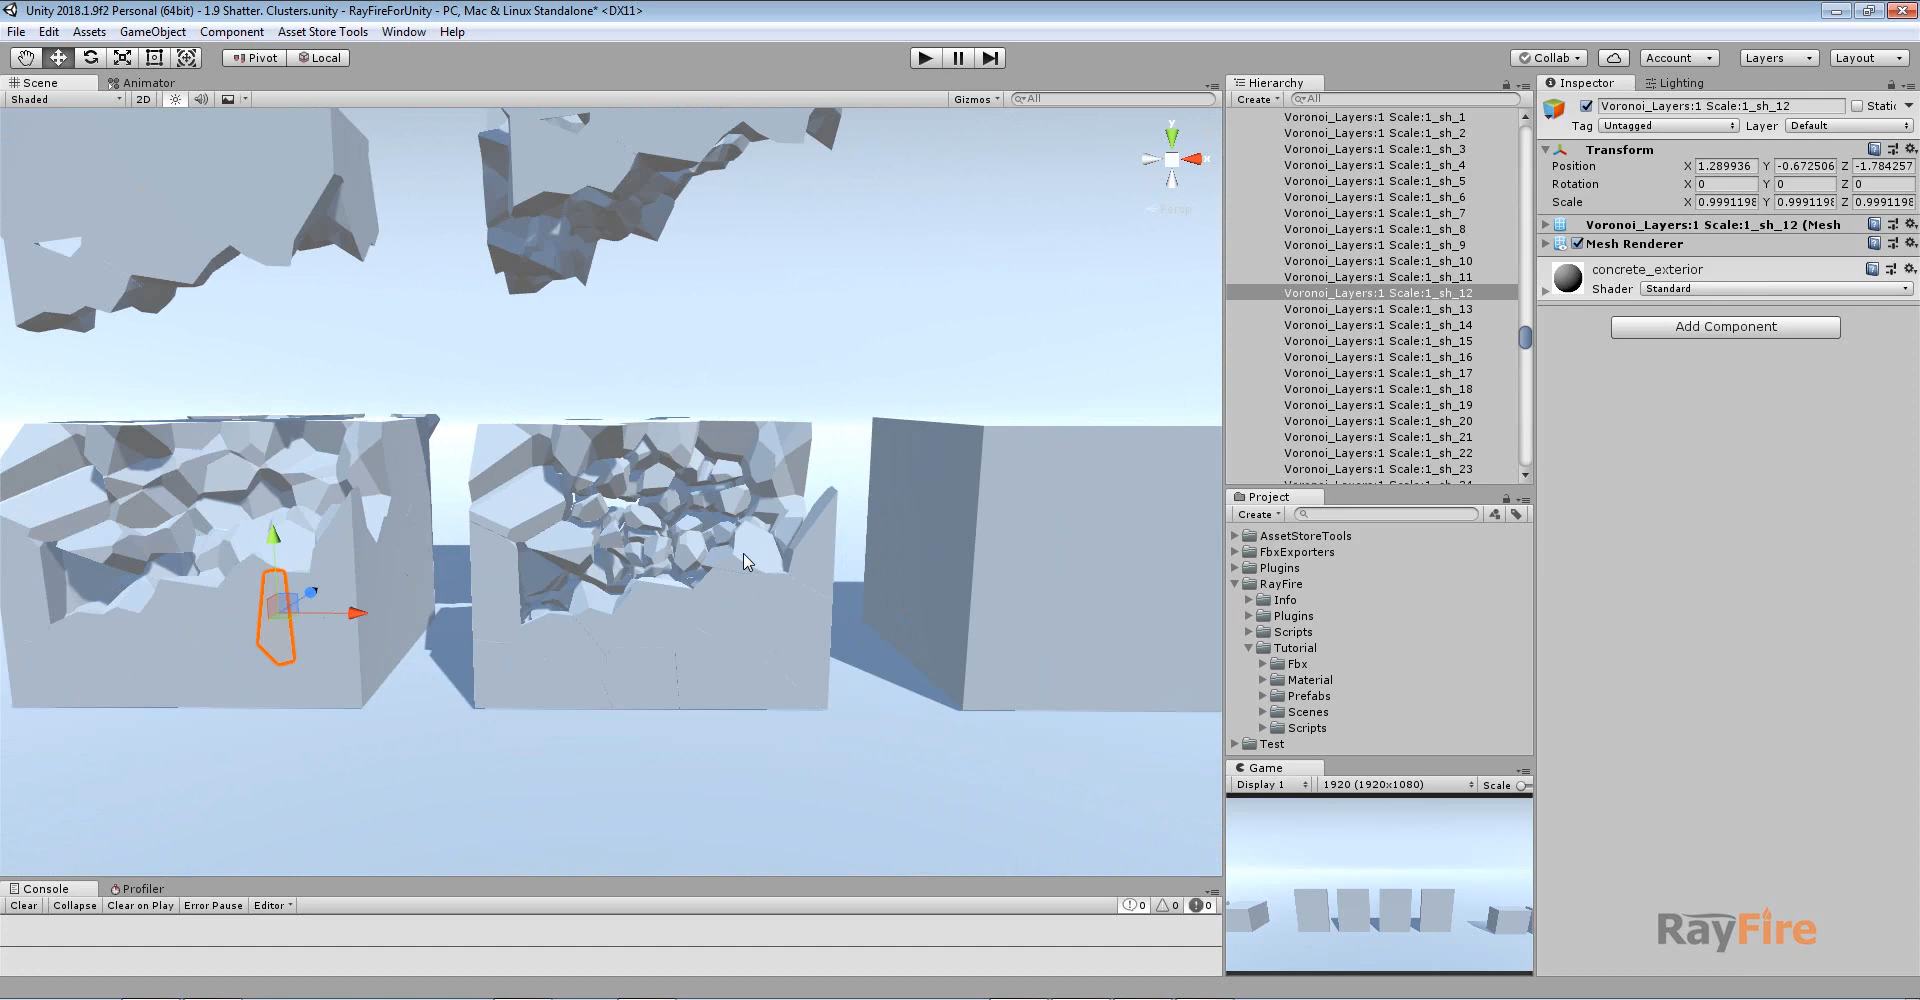 Unity 2018.1.9f2 Personal (64bit) - 1.9 Shatter. Clusters.unity - RayFireForUnity - PC, Mac & Linux Standalone* <DX11>
File Edit Assets GameObject Component Asset Store Tools Window Help
Pivot Local Collab Account Layers Layout
Scene Animator
Shaded 2D Gizmos All
y
x
Persp
Hierarchy
Create All
Voronoi_Layers:1 Scale:1_sh_1
Voronoi_Layers:1 Scale:1_sh_2
Voronoi_Layers:1 Scale:1_sh_3
Voronoi_Layers:1 Scale:1_sh_4
Voronoi_Layers:1 Scale:1_sh_5
Voronoi_Layers:1 Scale:1_sh_6
Voronoi_Layers:1 Scale:1_sh_7
Voronoi_Layers:1 Scale:1_sh_8
Voronoi_Layers:1 Scale:1_sh_9
Voronoi_Layers:1 Scale:1_sh_10
Voronoi_Layers:1 Scale:1_sh_11
Voronoi_Layers:1 Scale:1_sh_12
Voronoi_Layers:1 Scale:1_sh_13
Voronoi_Layers:1 Scale:1_sh_14
Voronoi_Layers:1 Scale:1_sh_15
Voronoi_Layers:1 Scale:1_sh_16
Voronoi_Layers:1 Scale:1_sh_17
Voronoi_Layers:1 Scale:1_sh_18
Voronoi_Layers:1 Scale:1_sh_19
Voronoi_Layers:1 Scale:1_sh_20
Voronoi_Layers:1 Scale:1_sh_21
Voronoi_Layers:1 Scale:1_sh_22
Voronoi_Layers:1 Scale:1_sh_23
Project
Create
AssetStoreTools
FbxExporters
Plugins
RayFire
Info
Plugins
Scripts
Tutorial
Fbx
Material
Prefabs
Scenes
Scripts
Test
Game
Display 1 1920 (1920x1080) Scale
Inspector Lighting
Voronoi_Layers:1 Scale:1_sh_12 Static
Tag Untagged Layer Default
Transform
Position X 1.289936 Y -0.672506 Z -1.784257
Rotation X 0 Y 0 Z 0
Scale X 0.9991198 Y 0.9991198 Z 0.9991198
Voronoi_Layers:1 Scale:1_sh_12 (Mesh
Mesh Renderer
concrete_exterior
Shader Standard
Add Component
Console Profiler
Clear Collapse Clear on Play Error Pause Editor 0 0 0
RayFire